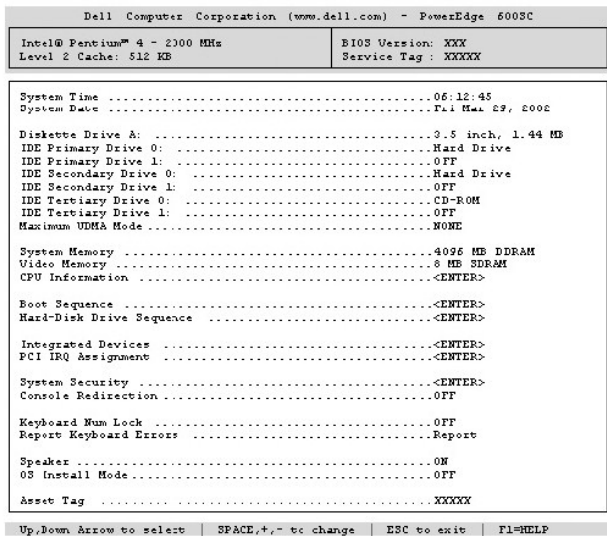 Dell Computer Corporation (www.dell.com) - PowerEdge 600SC
Intel® Pentium™ 4 - 2000 MHz
Level 2 Cache: 512 KB
BIOS Version: XXX
Service Tag : XXXXX
System Time ........................................ 06:12:45
System Date ........................................ Fri Mar 29, 2002
Diskette Drive A: ........................................ 3.5 inch, 1.44 MB
IDE Primary Drive 0: ........................................ Hard Drive
IDE Primary Drive 1: ........................................ OFF
IDE Secondary Drive 0: ........................................ Hard Drive
IDE Secondary Drive 1: ........................................ OFF
IDE Tertiary Drive 0: ........................................ CD-ROM
IDE Tertiary Drive 1: ........................................ OFF
Maximum UDMA Mode ........................................ NONE
System Memory ........................................ 4096 MB DDRAM
Video Memory ........................................ 8 MB SDRAM
CPU Information ........................................ <ENTER>
Boot Sequence ........................................ <ENTER>
Hard-Disk Drive Sequence ................................ <ENTER>
Integrated Devices ........................................ <ENTER>
PCI IRQ Assignment ........................................ <ENTER>
System Security ........................................ <ENTER>
Console Redirection ........................................ OFF
Keyboard Num Lock ........................................ OFF
Report Keyboard Errors ................................ Report
Speaker ........................................ ON
OS Install Mode ........................................ OFF
Asset Tag ........................................ XXXXX
Up,Down Arrow to select | SPACE,+,- to change | ESC to exit | F1=HELP